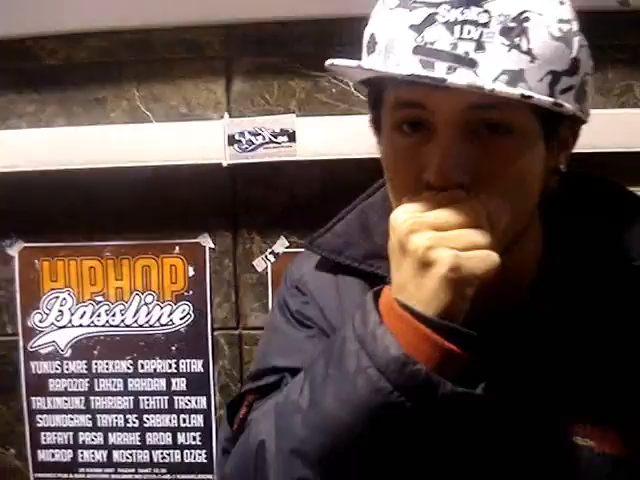 Skate
HIPHOP
Bassline
YUNUS EMRE FREKANS CAPRICE ATAK
RAPOZOF LAHZA RAHDAN XIR
TALKINGUNZ TAHRIBAT TEHTIT TASKIN
SOUNDGANG TAYFA 35 SABIKA CLAN
ERFAYT PASA MRAHE ARDA MJCE
MICROP ENEMY NOSTRA VESTA OZGE